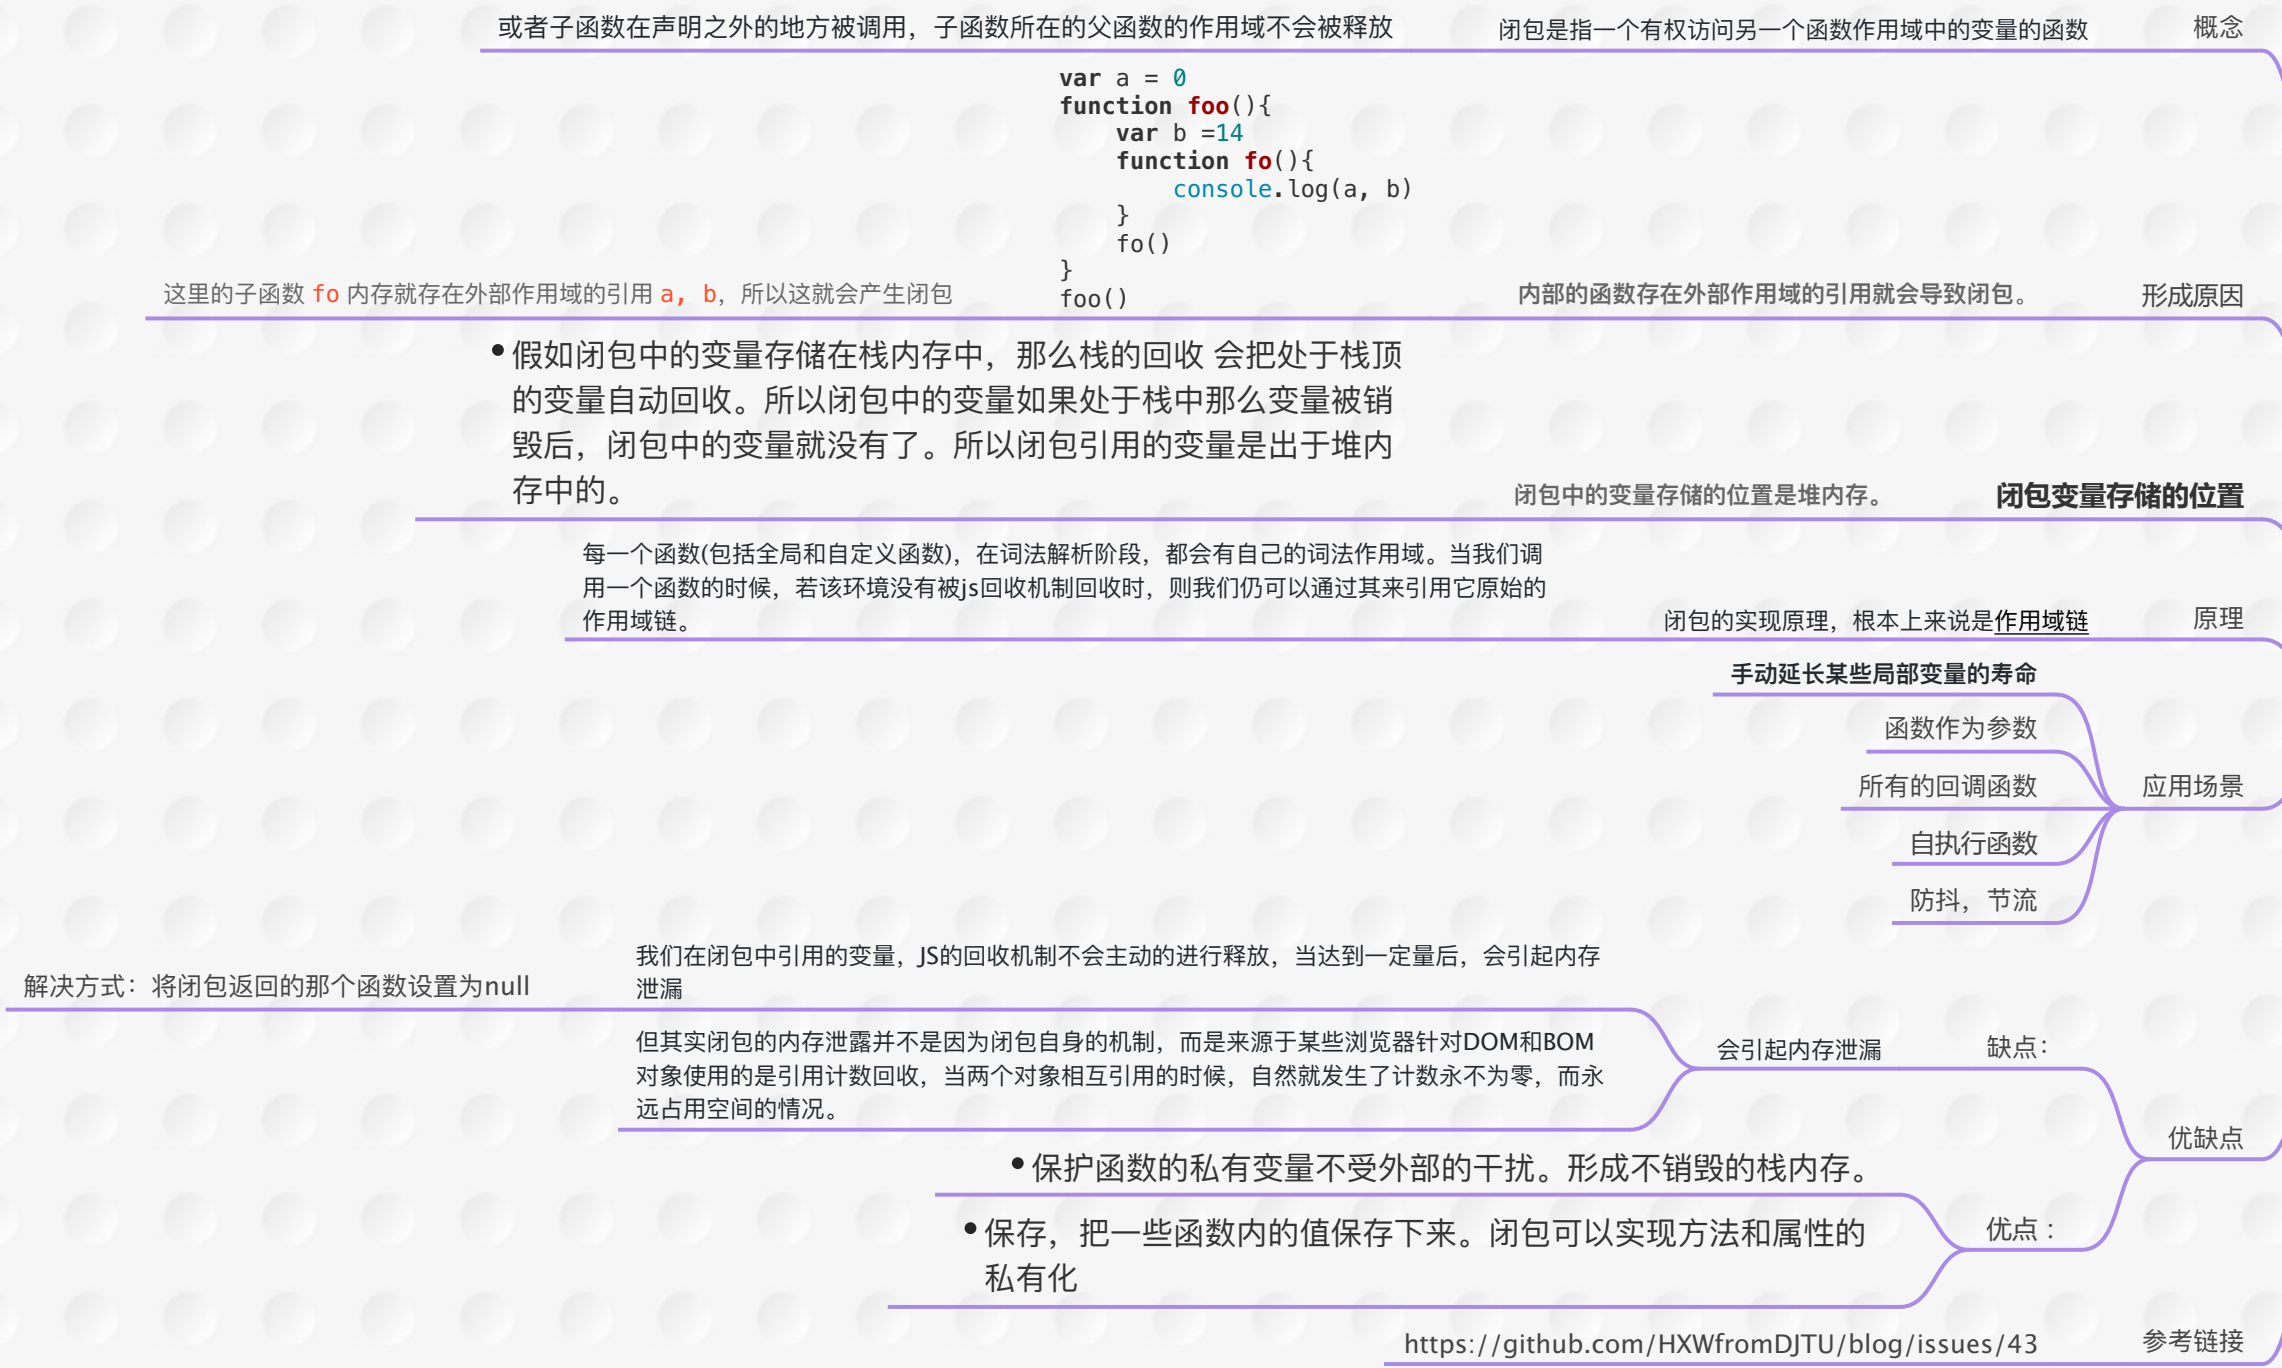 概念
闭包是指一个有权访问另一个函数作用域中的变量的函数
或者子函数在声明之外的地方被调用，子函数所在的父函数的作用域不会被释放
形成原因
内部的函数存在外部作用域的引用就会导致闭包。
var a = 0
function foo(){
    var b =14
    function fo(){
        console.log(a, b)
    }
    fo()
}
foo()
这里的子函数 fo 内存就存在外部作用域的引用 a, b，所以这就会产生闭包
闭包变量存储的位置
闭包中的变量存储的位置是堆内存。
•假如闭包中的变量存储在栈内存中，那么栈的回收 会把处于栈顶
的变量自动回收。所以闭包中的变量如果处于栈中那么变量被销
毁后，闭包中的变量就没有了。所以闭包引用的变量是出于堆内
存中的。
原理
闭包的实现原理，根本上来说是作用域链
每一个函数(包括全局和自定义函数)，在词法解析阶段，都会有自己的词法作用域。当我们调
用一个函数的时候，若该环境没有被js回收机制回收时，则我们仍可以通过其来引用它原始的
作用域链。
应用场景
手动延长某些局部变量的寿命
函数作为参数
所有的回调函数
自执行函数
防抖，节流
优缺点
缺点：
会引起内存泄漏
我们在闭包中引用的变量，JS的回收机制不会主动的进行释放，当达到一定量后，会引起内存
泄漏
解决方式：将闭包返回的那个函数设置为null
但其实闭包的内存泄露并不是因为闭包自身的机制，而是来源于某些浏览器针对DOM和BOM
对象使用的是引用计数回收，当两个对象相互引用的时候，自然就发生了计数永不为零，而永
远占用空间的情况。
优点：
•保护函数的私有变量不受外部的干扰。形成不销毁的栈内存。
•保存，把一些函数内的值保存下来。闭包可以实现方法和属性的
私有化
参考链接
https://github.com/HXWfromDJTU/blog/issues/43